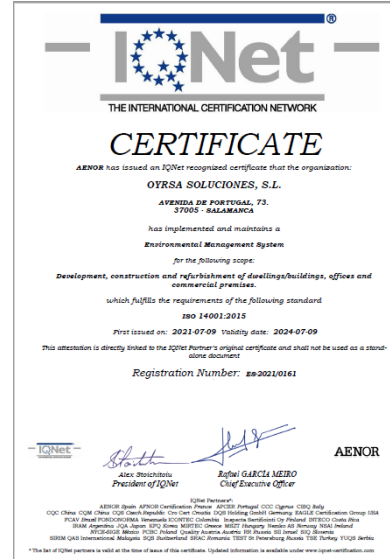 IQNet
®
THE INTERNATIONAL CERTIFICATION NETWORK
CERTIFICATE
AENOR has issued an IQNet recognized certificate that the organization:
OYRSA SOLUCIONES, S.L.
AVENIDA DE PORTUGAL, 73.
37005 - SALAMANCA
has implemented and maintains a
Environmental Management System
for the following scope:
Development, construction and refurbishment of dwellings/buildings, offices and
commercial premises.
which fulfills the requirements of the following standard
ISO 14001:2015
First issued on: 2021-07-09 Validity date: 2024-07-09
This attestation is directly linked to the IQNet Partner's original certificate and shall not be used as a stand-
alone document
Registration Number: ES-2021/0161
IQNet
AENOR
Alex Stoichitoiu
President of IQNet
Rafael GARCÍA MEIRO
Chief Executive Officer
IQNet Partners*:
AENOR Spain AFNOR Certification France APCER Portugal CCC Cyprus CISQ Italy
CQC China CQM China CQS Czech Republic Cro Cert Croatia DQS Holding GmbH Germany EAGLE Certification Group USA
FCAV Brazil FONDONORMA Venezuela ICONTEC Colombia Inspecta Sertifiointi Oy Finland INTECO Costa Rica
IRAM Argentina JQA Japan KFQ Korea MIRTEC Greece MSZT Hungary Nemko AS Norway NSAI Ireland
NYCE-SIGE México PCBC Poland Quality Austria Austria RR Russia SII Israel SIQ Slovenia
SIRIM QAS International Malaysia SQS Switzerland SRAC Romania TEST St Petersburg Russia TSE Turkey YUQS Serbia
* The list of IQNet partners is valid at the time of issue of this certificate. Updated information is available under www.iqnet-certification.com